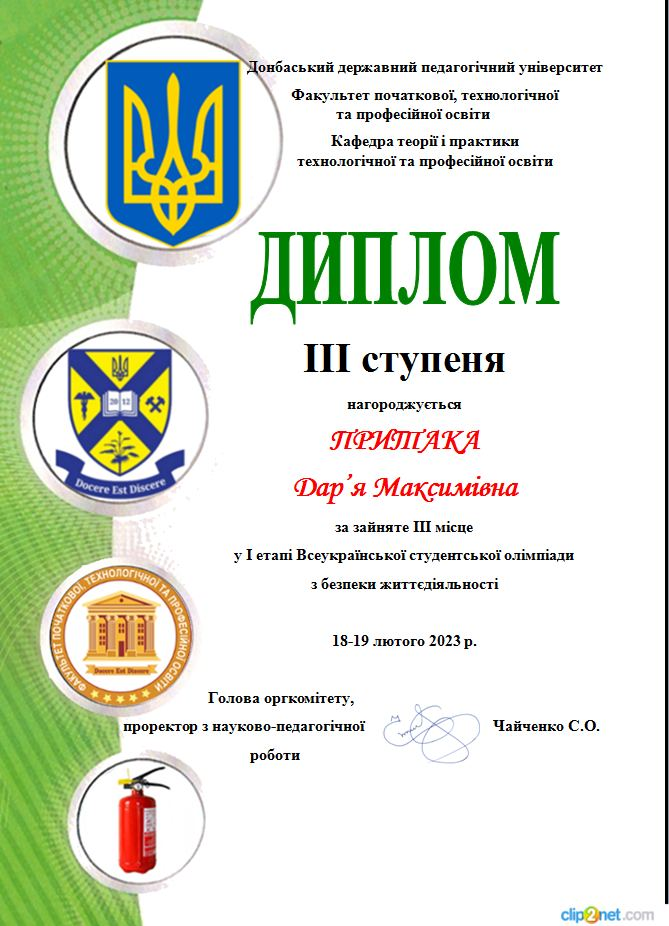 Донбаський державний педагогічний університет
Факультет початкової, технологічної
та професійної освіти
Кафедра теорії і практики
технологічної та професійної освіти
ДИПЛОМ
ІІІ ступеня
нагороджується
ПРИТАКА
Дар’я Максимівна
за зайняте ІІІ місце
у І етапі Всеукраїнської студентської олімпіади
з безпеки життєдіяльності
18-19 лютого 2023 р.
Голова оргкомітету,
проректор з науково-педагогічної
роботи
Чайченко С.О.
20 12
Docere Est Discere
ФАКУЛЬТЕТ ПОЧАТКОВОЇ, ТЕХНОЛОГІЧНОЇ ТА ПРОФЕСІЙНОЇ ОСВІТИ
Docere Est Discere
clip2net.com